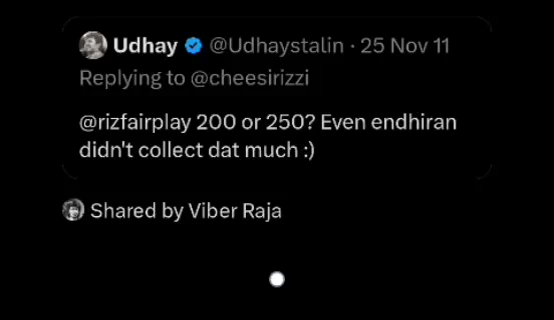 Udhay @Udhaystalin · 25 Nov 11
Replying to @cheesirizzi
@rizfairplay 200 or 250? Even endhiran
didn't collect dat much :)
Shared by Viber Raja